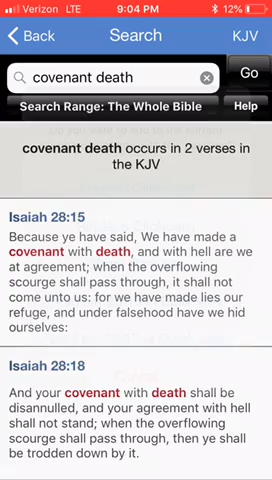 Verizon LTE 9:04 PM 12%
Back Search KJV
covenant death Go
Search Range: The Whole Bible Help
covenant death occurs in 2 verses in
the KJV
Isaiah 28:15
Because ye have said, We have made a
covenant with death, and with hell are we
at agreement; when the overflowing
scourge shall pass through, it shall not
come unto us: for we have made lies our
refuge, and under falsehood have we hid
ourselves:
Isaiah 28:18
And your covenant with death shall be
disannulled, and your agreement with hell
shall not stand; when the overflowing
scourge shall pass through, then ye shall
be trodden down by it.